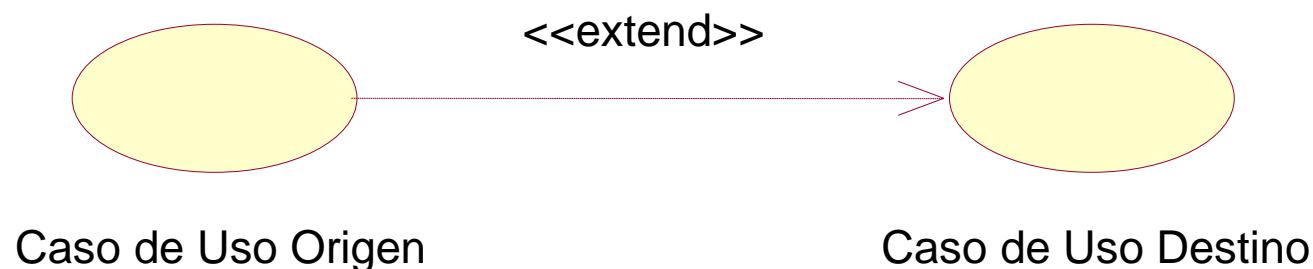 <<extend>>
Caso de Uso Origen
Caso de Uso Destino